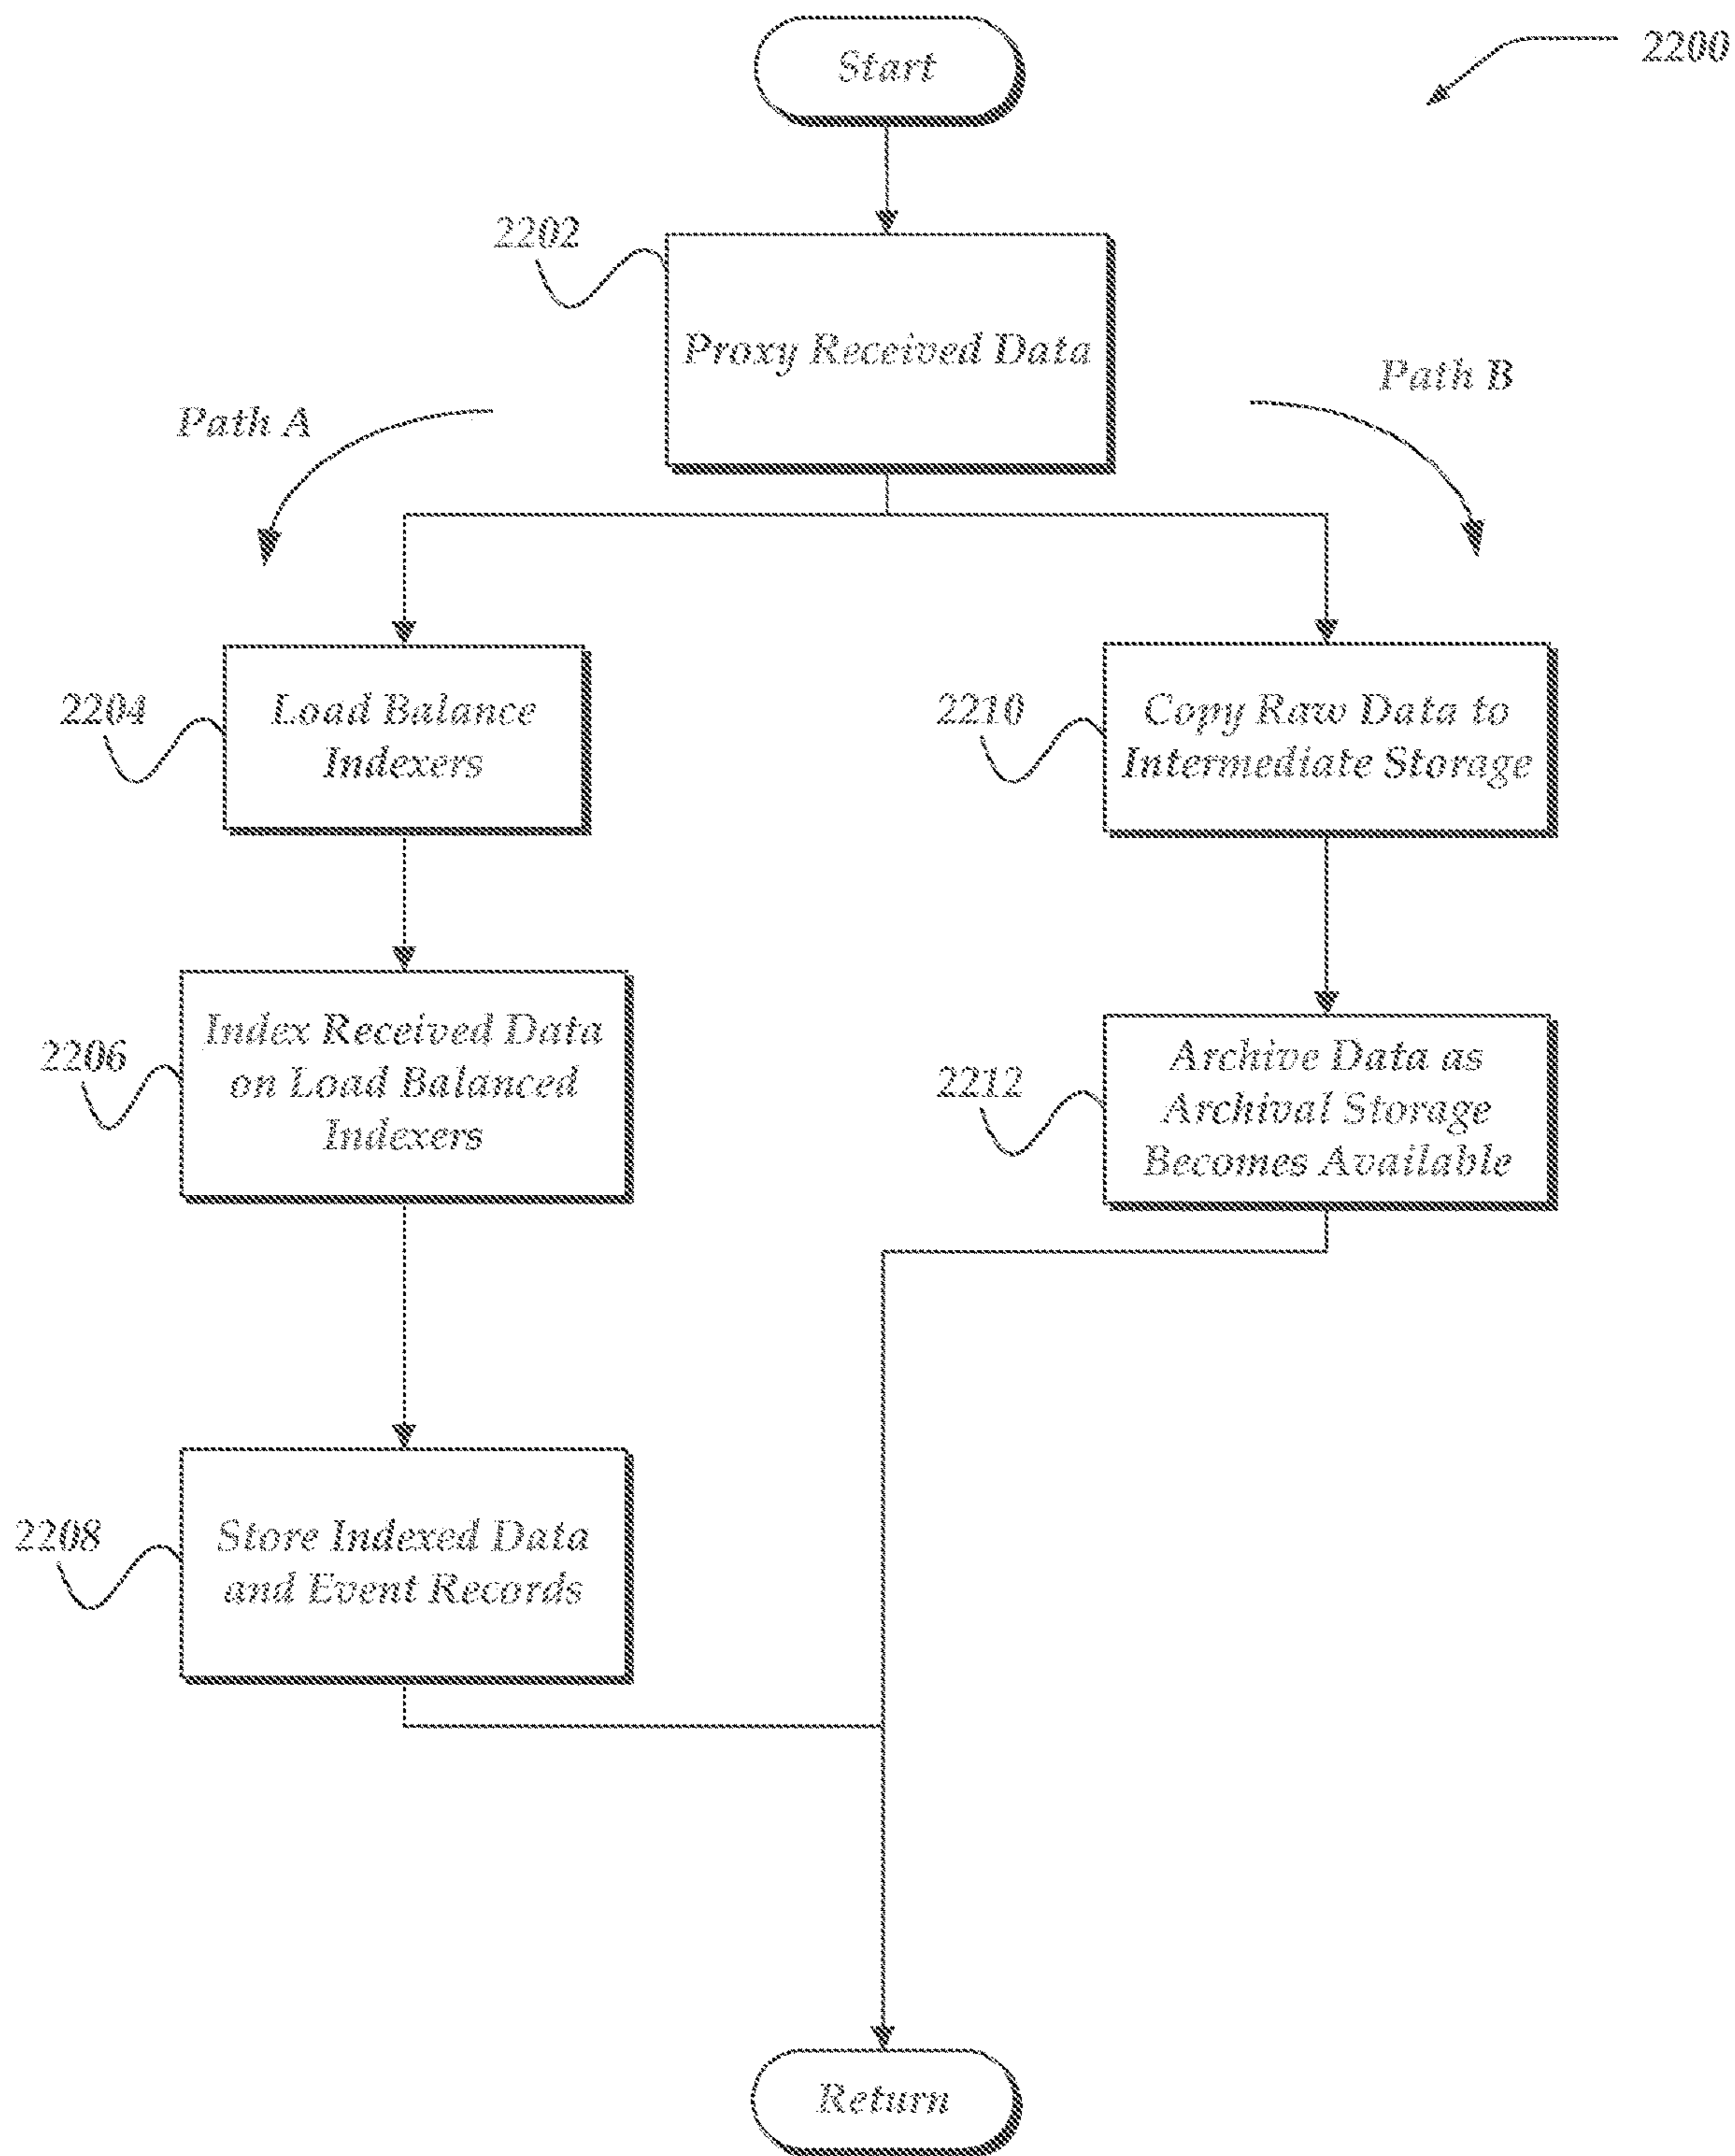 Start
2200
2202
Proxy Received Data
Path A
Path B
2204
Load Balance
Indexers
2210
Copy Raw Data to
Intermediate Storage
2206
Index Received Data
on Load Balanced
Indexers
2212
Archive Data as
Archival Storage
Becomes Available
2208
Store Indexed Data
and Event Records
Return